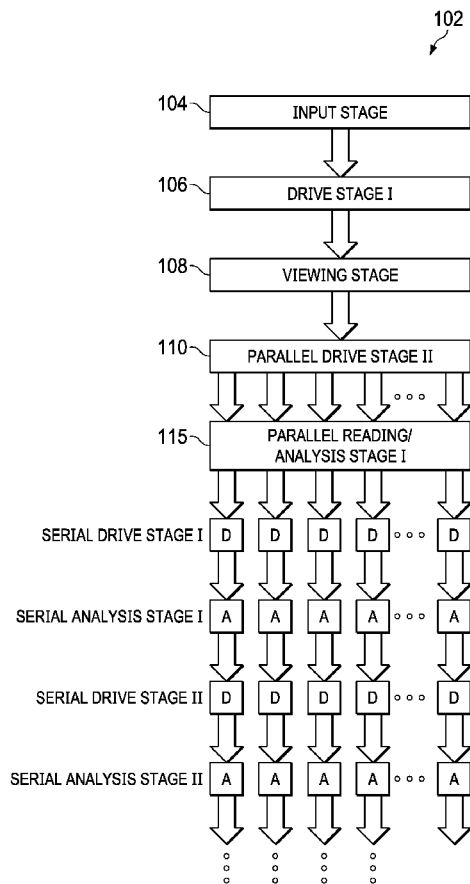 102
104
INPUT STAGE
106
DRIVE STAGE I
108
VIEWING STAGE
110
PARALLEL DRIVE STAGE II
115
PARALLEL READING/
ANALYSIS STAGE I
SERIAL DRIVE STAGE I D D D D D
SERIAL ANALYSIS STAGE I A A A A A
SERIAL DRIVE STAGE II D D D D D
SERIAL ANALYSIS STAGE II A A A A A